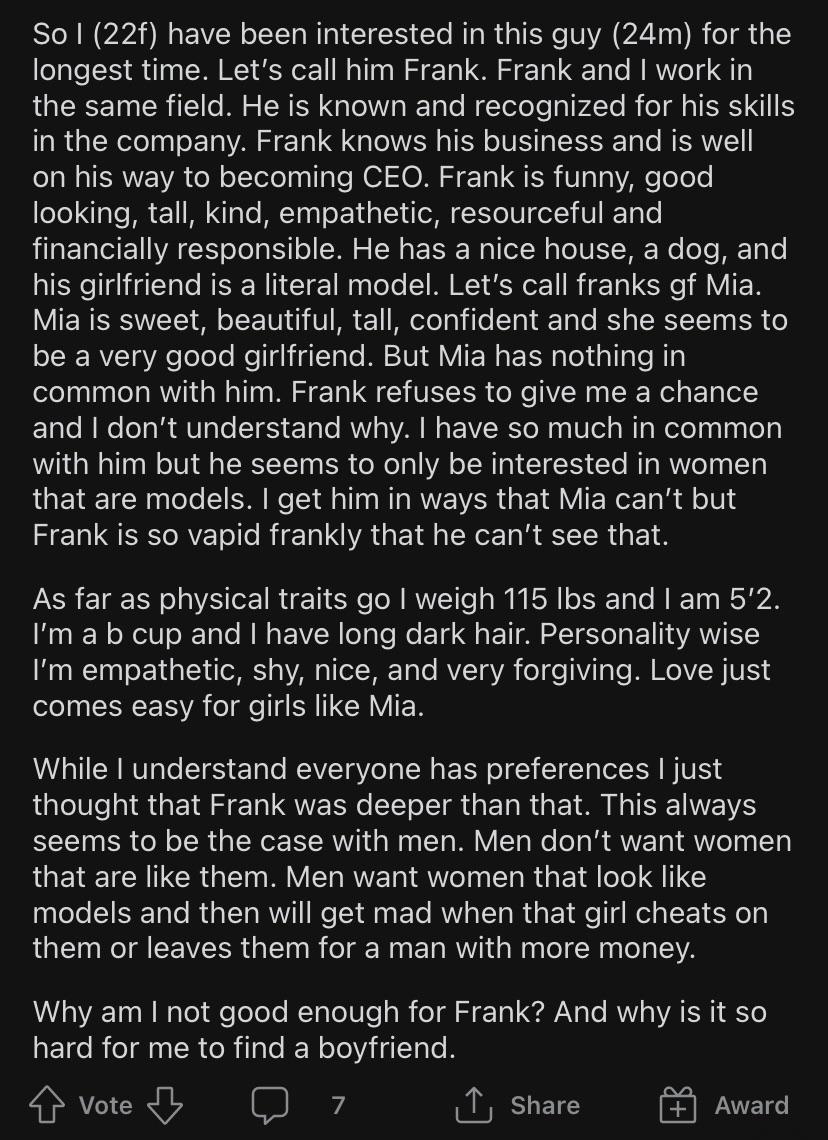 So I (22f) have been interested in this guy (24m) for the
longest time. Let’s call him Frank. Frank and I work in
the same field. He is known and recognized for his skills
in the company. Frank knows his business and is well
on his way to becoming CEO. Frank is funny, good
looking, tall, kind, empathetic, resourceful and
financially responsible. He has a nice house, a dog, and
his girlfriend is a literal model. Let’s call franks gf Mia.
Mia is sweet, beautiful, tall, confident and she seems to
be a very good girlfriend. But Mia has nothing in
common with him. Frank refuses to give me a chance
and I don’t understand why. I have so much in common
with him but he seems to only be interested in women
that are models. I get him in ways that Mia can’t but
Frank is so vapid frankly that he can’t see that.
As far as physical traits go I weigh 115 lbs and I am 5’2.
I’m a b cup and I have long dark hair. Personality wise
I’m empathetic, shy, nice, and very forgiving. Love just
comes easy for girls like Mia.
While I understand everyone has preferences I just
thought that Frank was deeper than that. This always
seems to be the case with men. Men don’t want women
that are like them. Men want women that look like
models and then will get mad when that girl cheats on
them or leaves them for a man with more money.
Why am I not good enough for Frank? And why is it so
hard for me to find a boyfriend.
Vote 7 Share Award